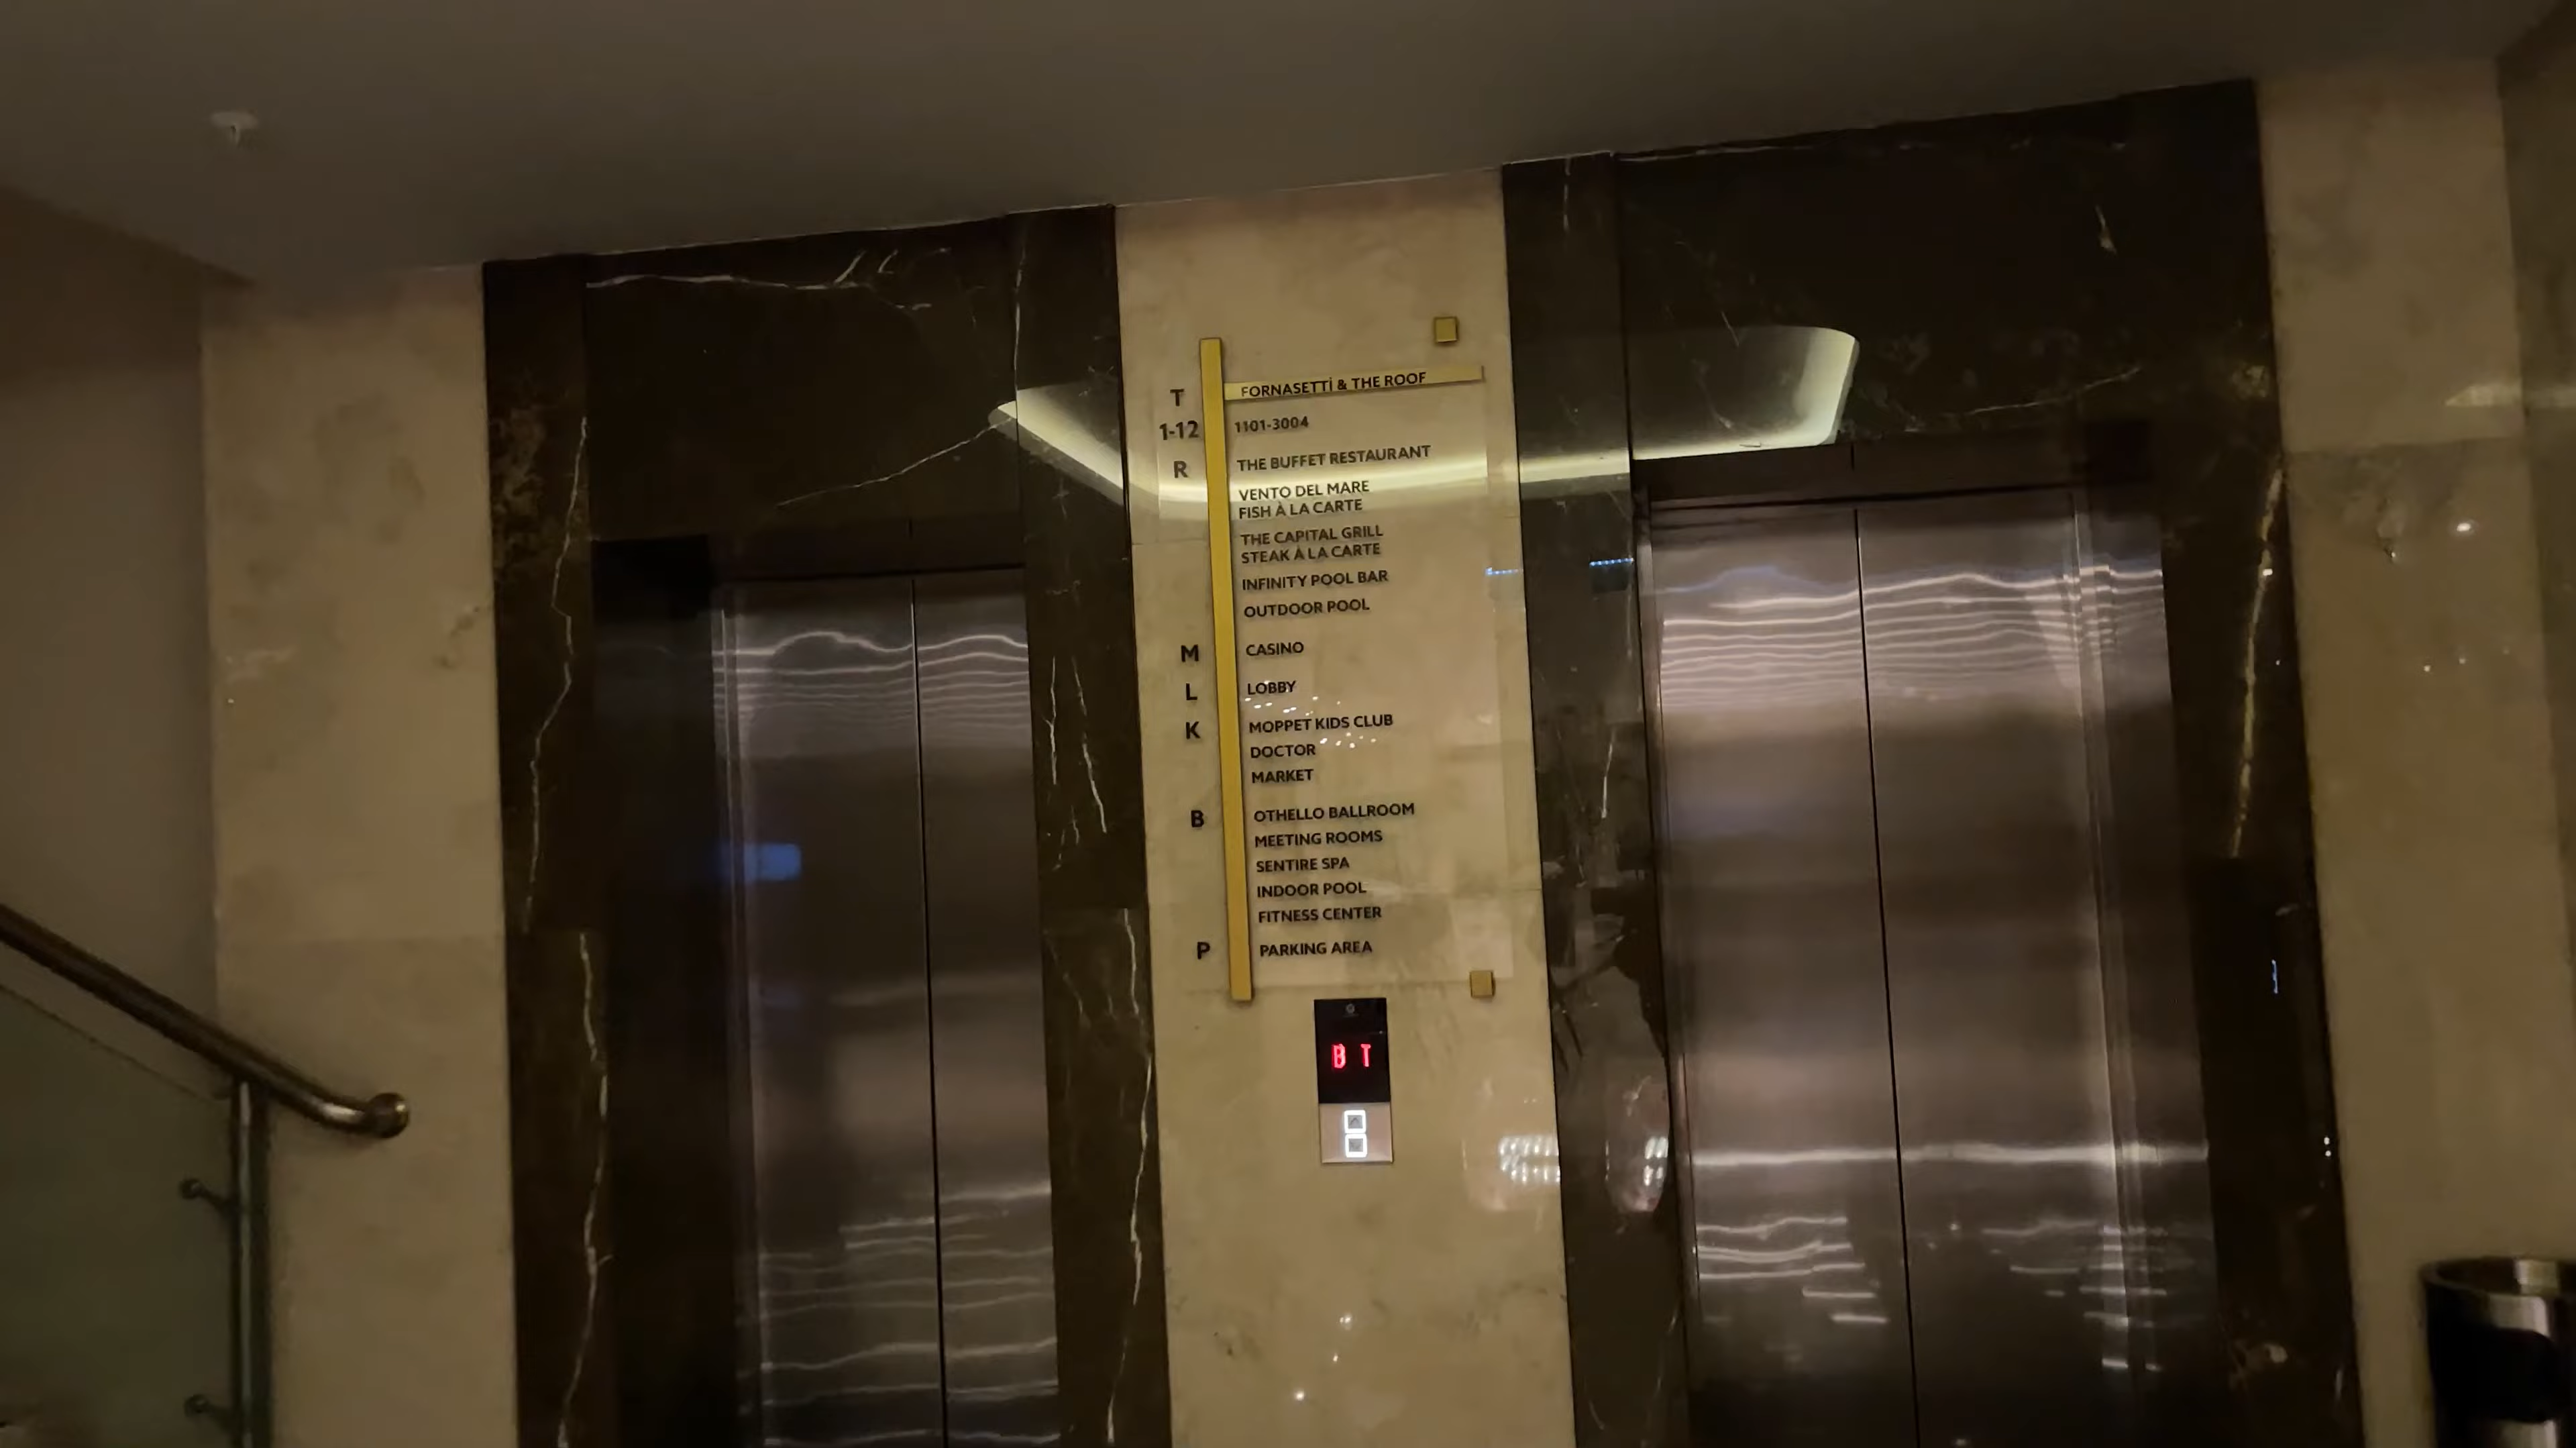 T FORNASETTİ & THE ROOF
1-12 1101-3004
R THE BUFFET RESTAURANT
VENTO DEL MARE
FISH À LA CARTE
THE CAPITAL GRILL
STEAK À LA CARTE
INFINITY POOL BAR
OUTDOOR POOL
M CASINO
L LOBBY
K MOPPET KIDS CLUB
DOCTOR
MARKET
B OTHELLO BALLROOM
MEETING ROOMS
SENTIRE SPA
INDOOR POOL
FITNESS CENTER
P PARKING AREA
B T